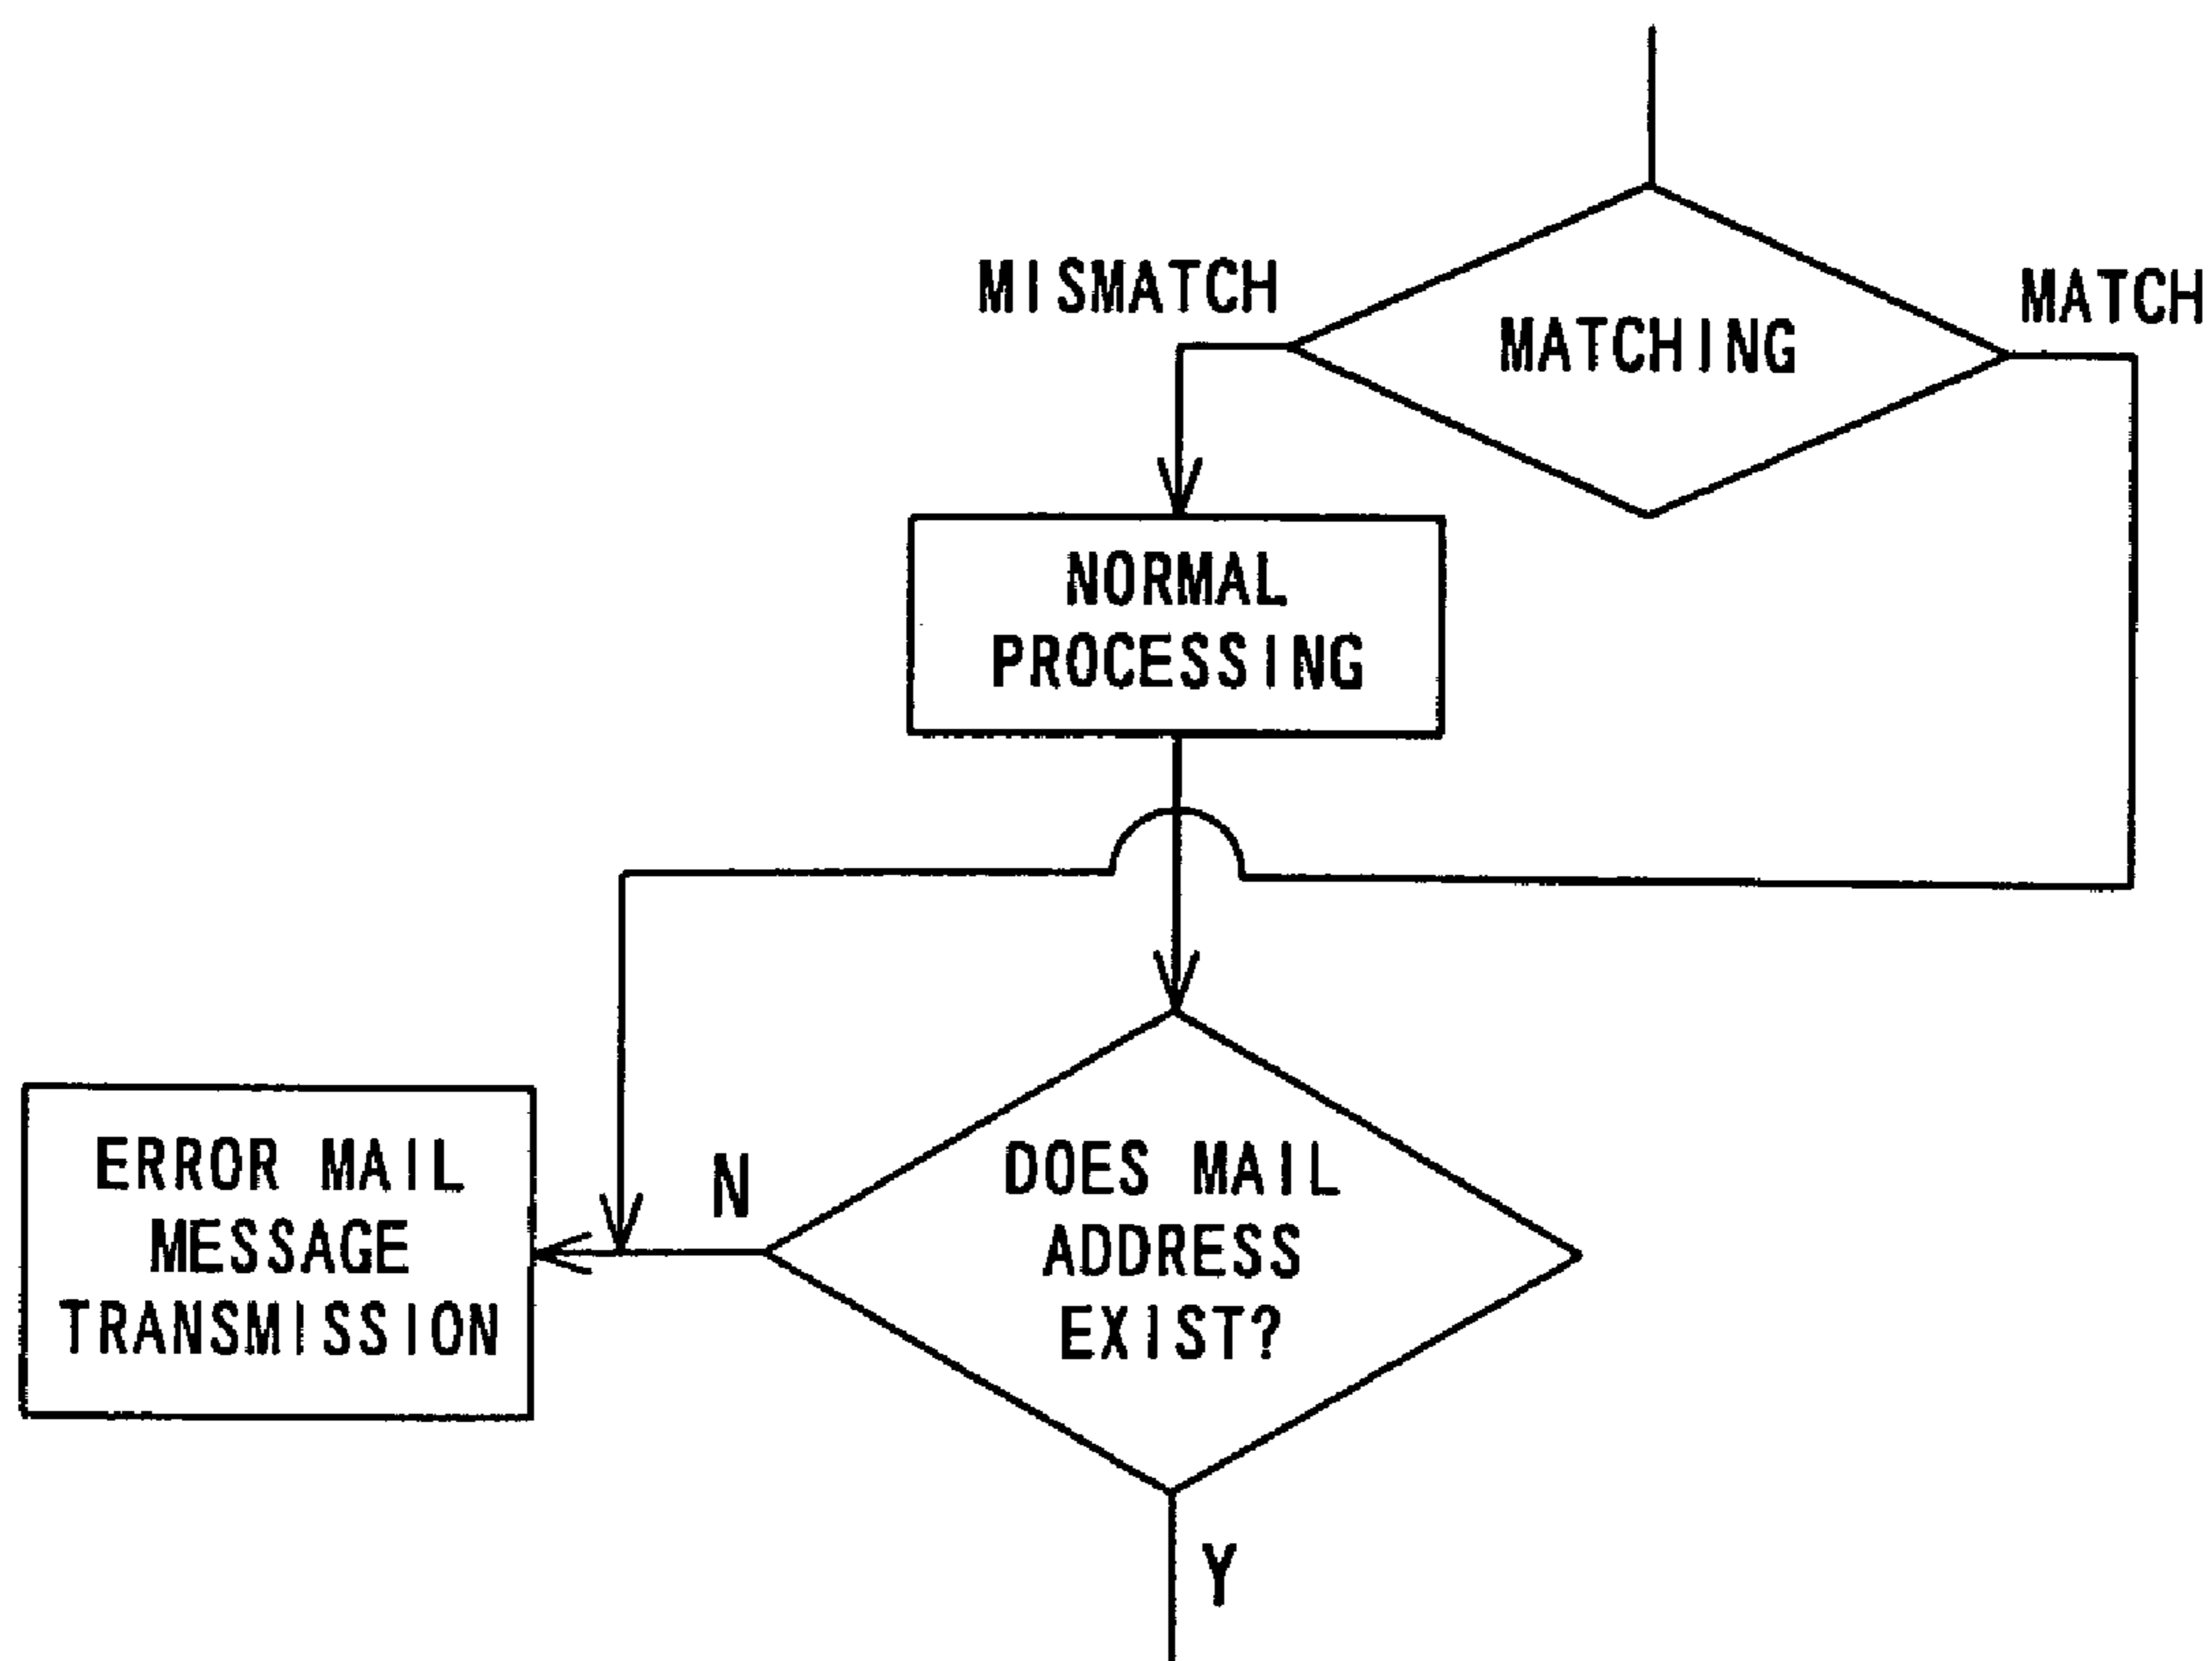 MISMATCH
MATCHING
MATCH
NORMAL
PROCESSING
ERROR MAIL
MESSAGE
TRANSMISSION
N
DOES MAIL
ADDRESS
EXIST?
Y